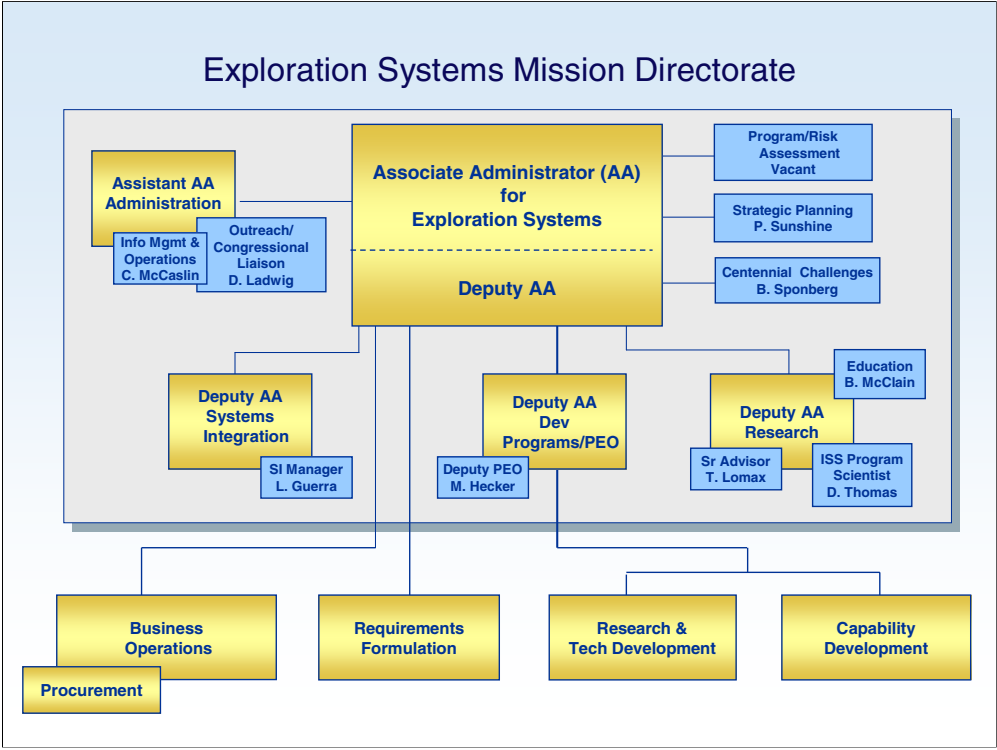 Exploration Systems Mission Directorate
Associate Administrator (AA)
for
Exploration Systems
Deputy AA
Assistant AA
Administration
Info Mgmt &
Operations
C. McCaslin
Outreach/
Congressional
Liaison
D. Ladwig
Program/Risk
Assessment
Vacant
Strategic Planning
P. Sunshine
Centennial Challenges
B. Sponberg
Deputy AA
Systems
Integration
SI Manager
L. Guerra
Deputy AA
Dev
Programs/PEO
Deputy PEO
M. Hecker
Education
B. McClain
Deputy AA
Research
Sr Advisor
T. Lomax
ISS Program
Scientist
D. Thomas
Business
Operations
Procurement
Requirements
Formulation
Research &
Tech Development
Capability
Development